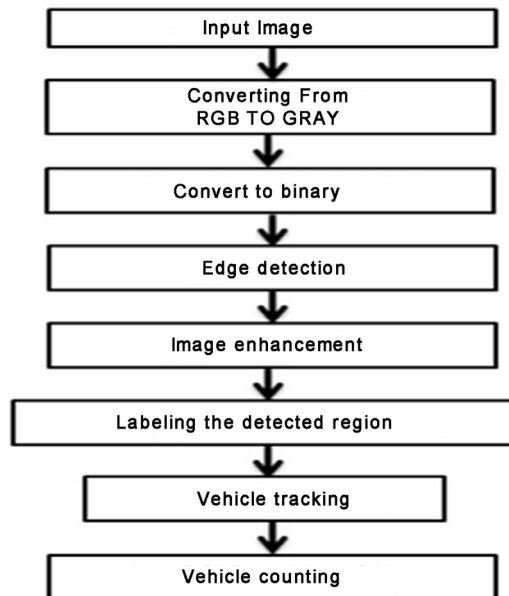 Input Image
Converting From
RGB TO GRAY
Convert to binary
Edge detection
Image enhancement
Labeling the detected region
Vehicle tracking
Vehicle counting